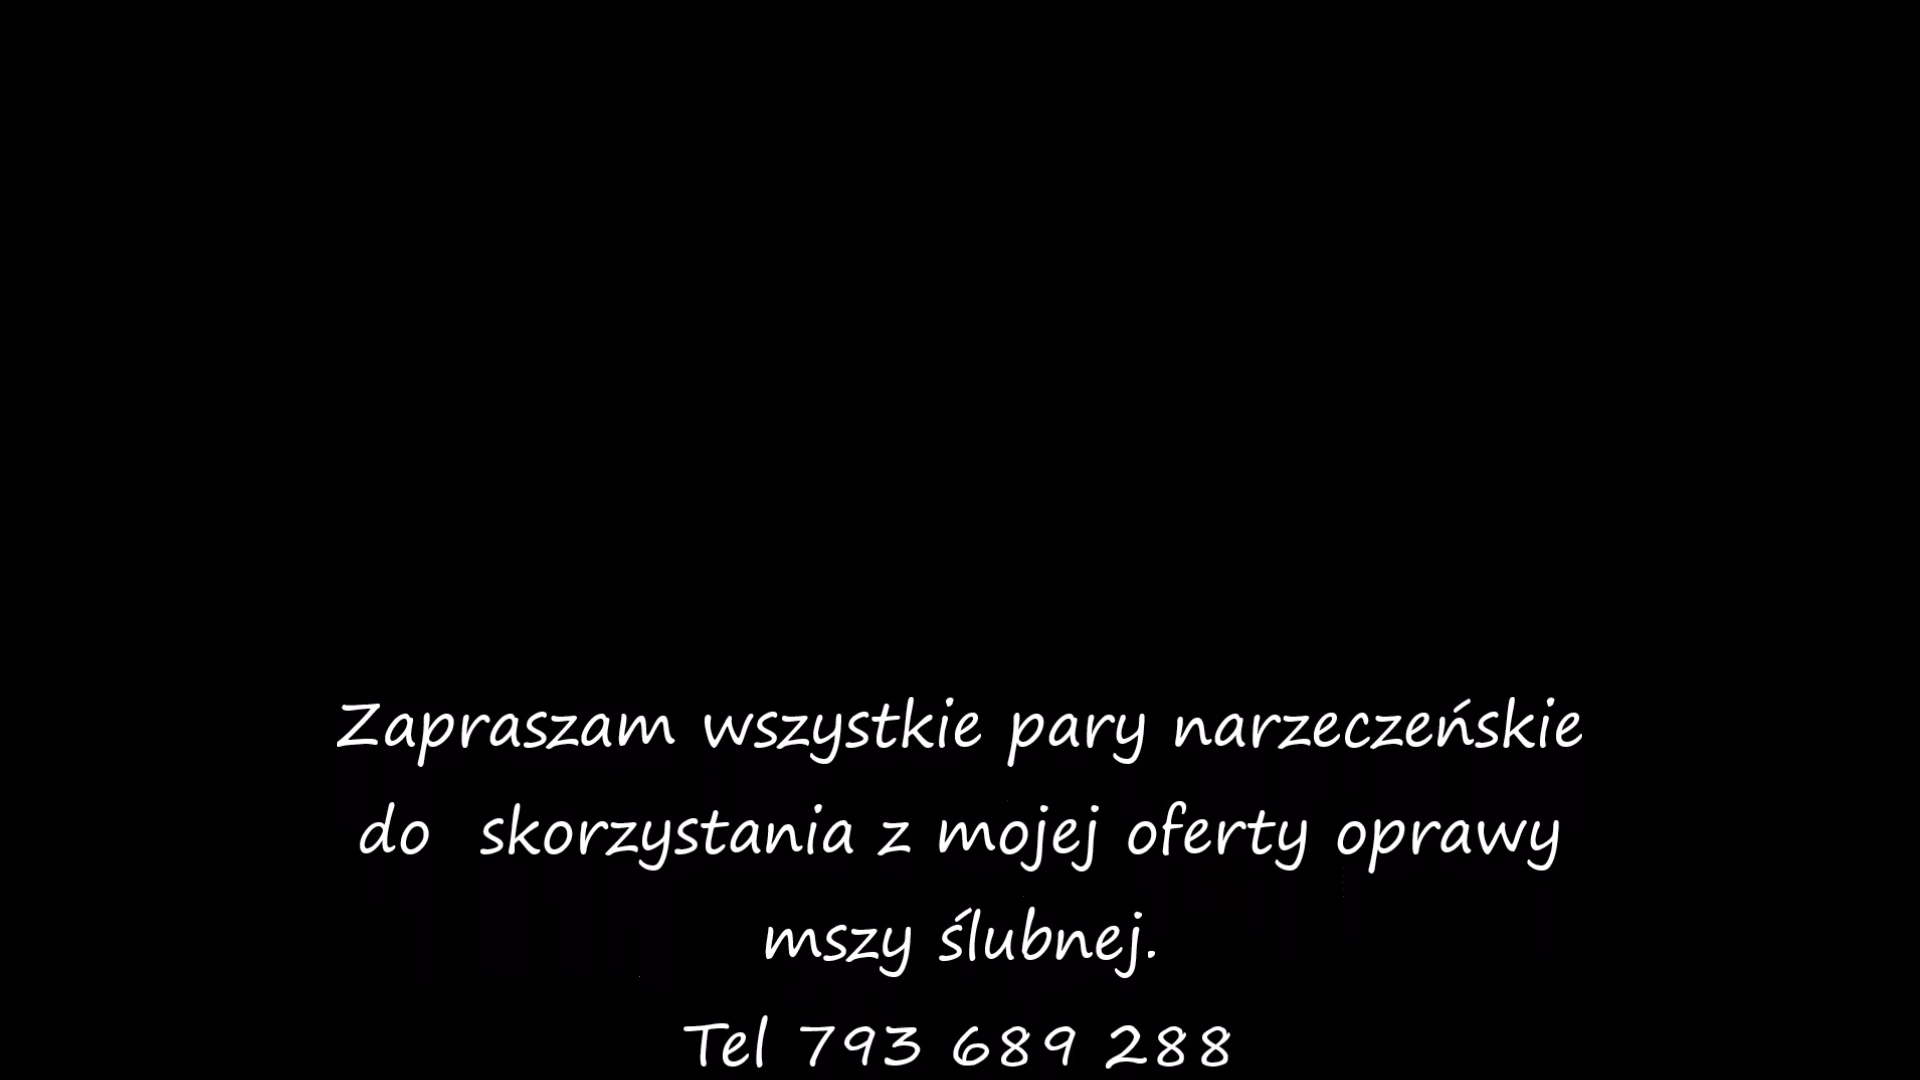 Zapraszam wszystkie pary narzeczeńskie
do skorzystania z mojej oferty oprawy
mszy ślubnej.
Tel 793 689 288